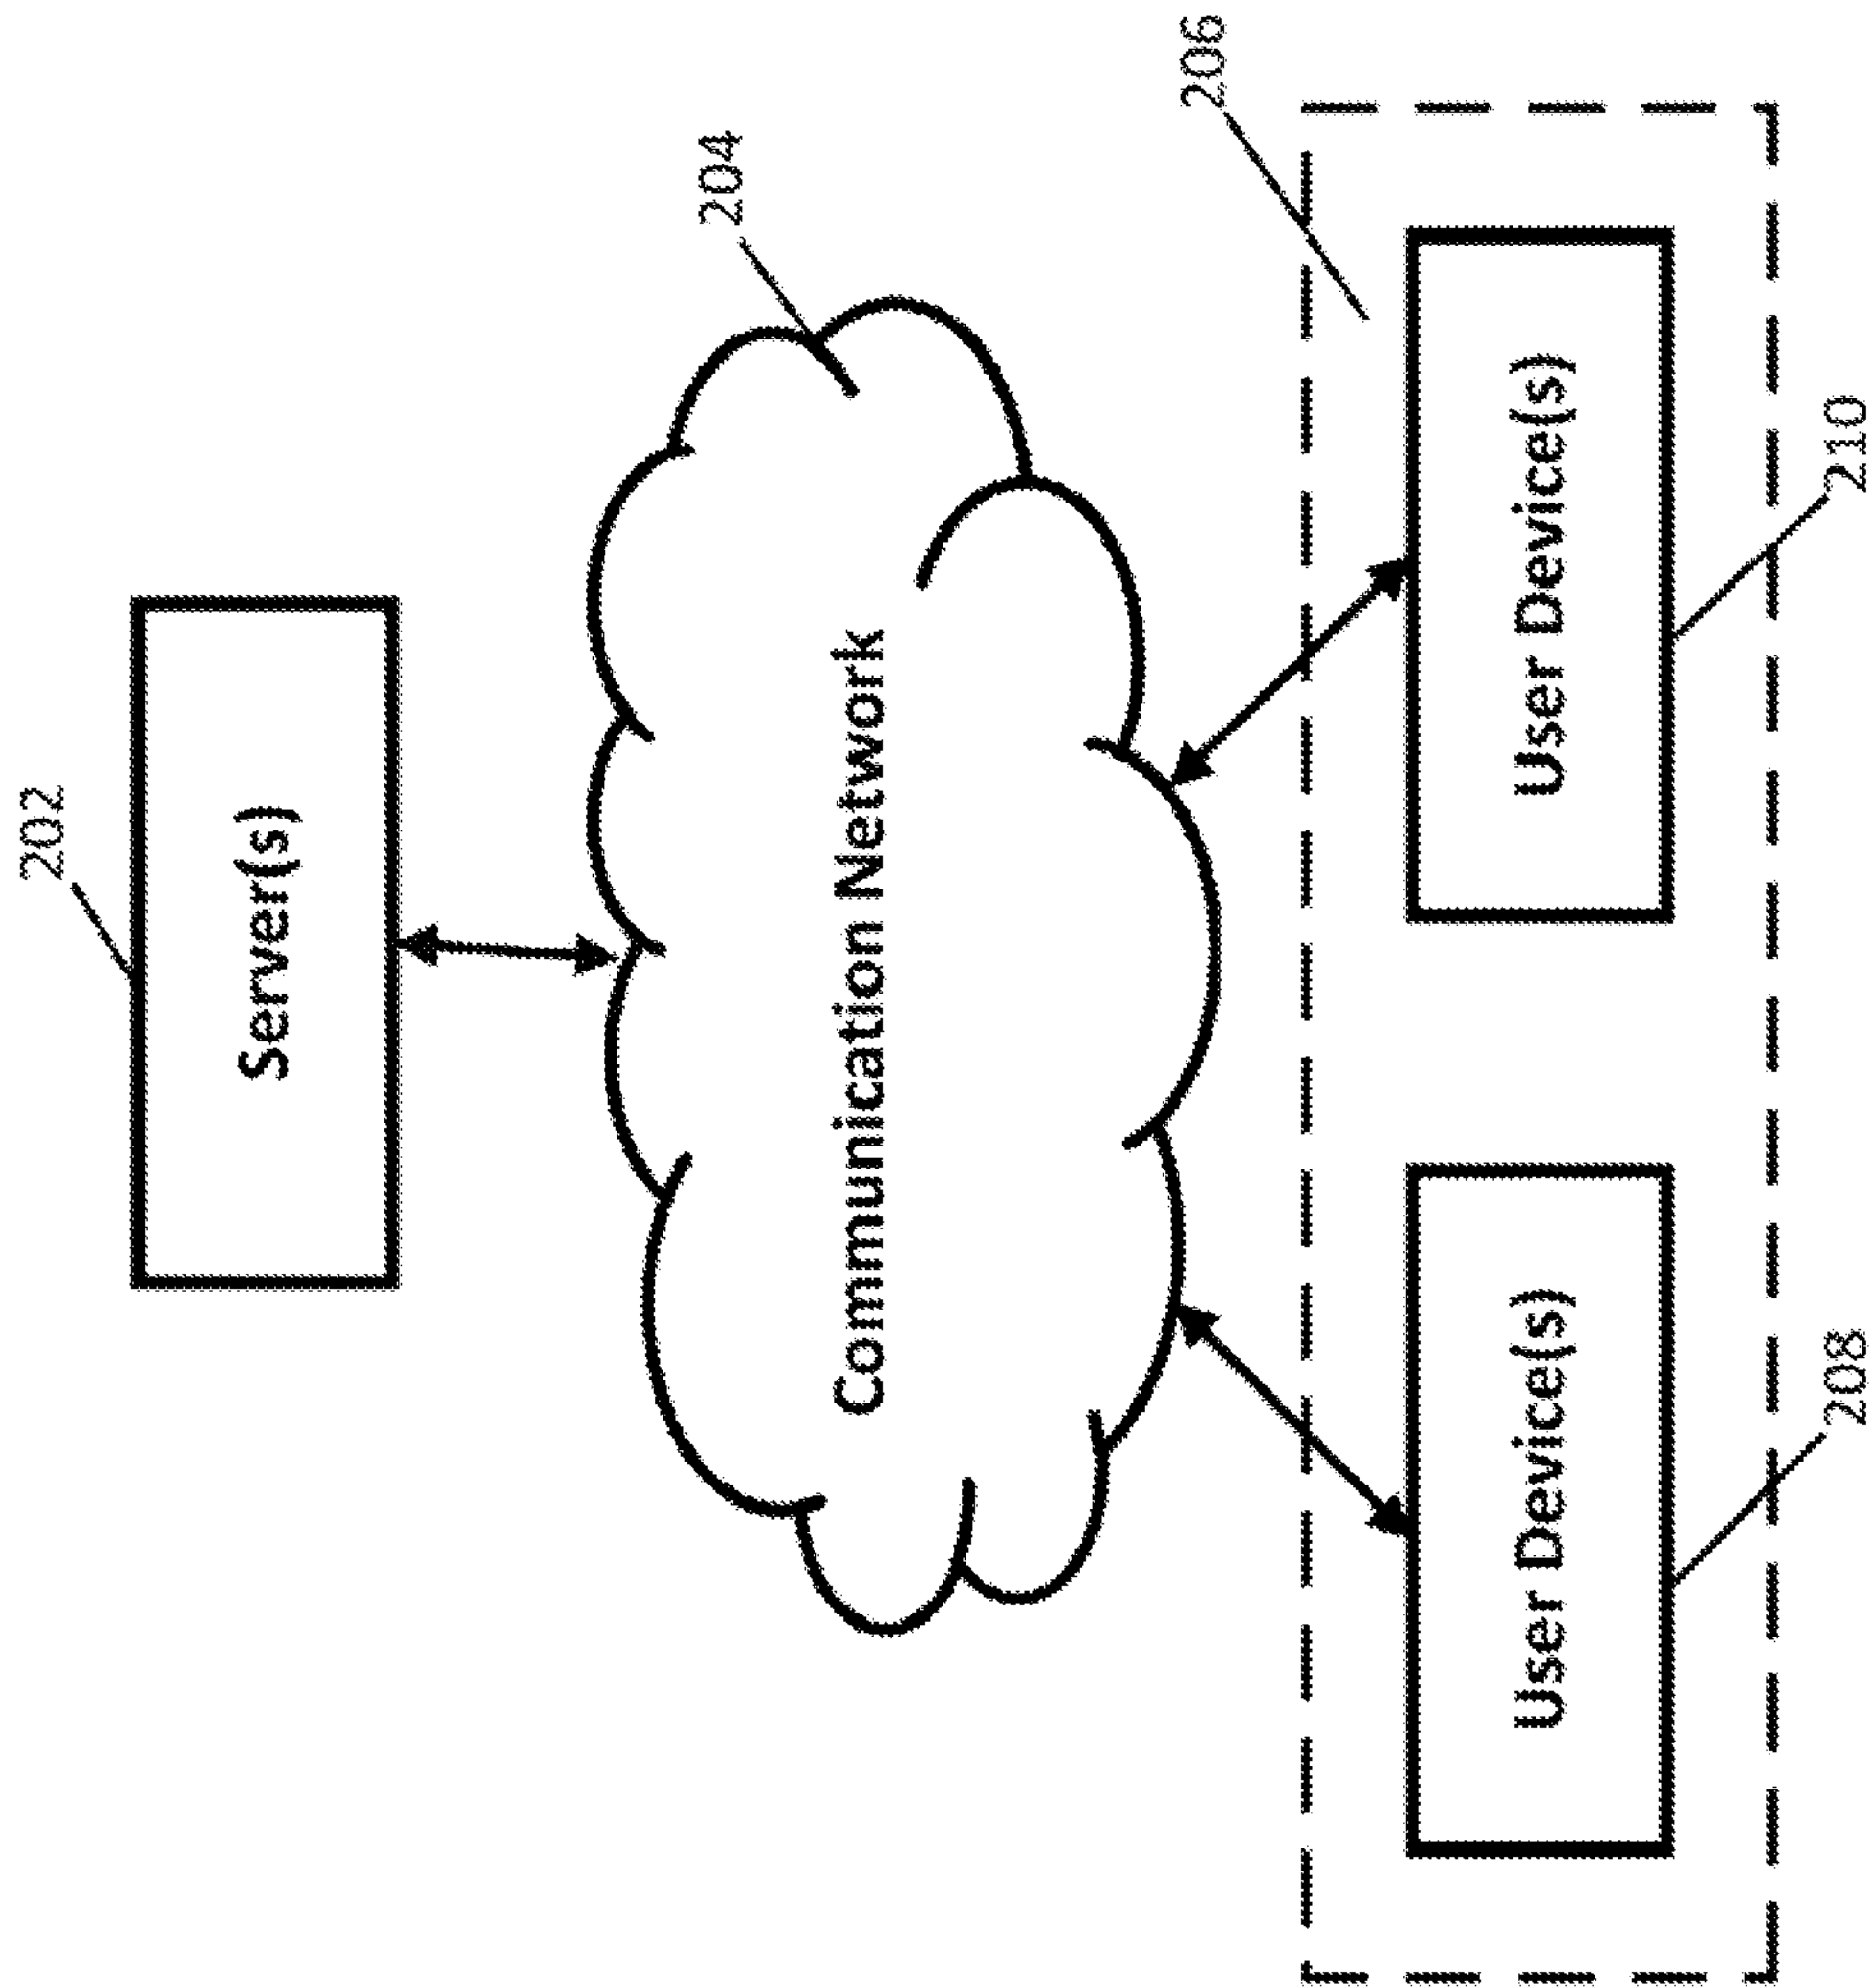 202
Server(s)
204
Communication Network
206
User Device(s)
User Device(s)
208
210